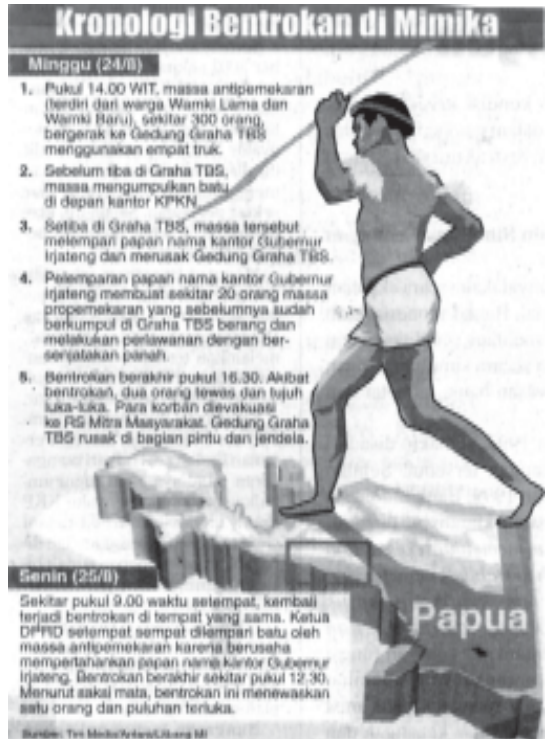 Kronologi Bentrokan di Mimika
Minggu (24/8)
1. Pukul 14.00 WIT, massa antipemekaran
(terdiri dari warga Wamki Lama dan
Wamki Baru), sekitar 300 orang,
bergerak ke Gedung Graha TBS
menggunakan empat truk.
2. Sebelum tiba di Graha TBS,
massa mengumpulkan batu
di depan kantor KPKN.
3. Setiba di Graha TBS, massa tersebut
melempari papan nama kantor Gubernur
Irjateng dan merusak Gedung Graha TBS.
4. Pelemparan papan nama kantor Gubernur
Irjateng membuat sekitar 20 orang massa
propemekaran yang sebelumnya sudah
berkumpul di Graha TBS berang dan
melakukan perlawanan dengan ber-
senjatakan panah.
5. Bentrokan berakhir pukul 16.30. Akibat
bentrokan, dua orang tewas dan tujuh
luka-luka. Para korban dievakuasi
ke RS Mitra Masyarakat. Gedung Graha
TBS rusak di bagian pintu dan jendela.
Senin (25/8)
Sekitar pukul 9.00 waktu setempat, kembali
terjadi bentrokan di tempat yang sama. Ketua
DPRD setempat sempat dilempari batu oleh
massa antipemekaran karena berusaha
mempertahankan papan nama kantor Gubernur
Irjateng. Bentrokan berakhir sekitar pukul 12.30.
Menurut saksi mata, bentrokan ini menewaskan
satu orang dan puluhan terluka.
Papua
Sumber: Tim Media/Antara/Litbang MI